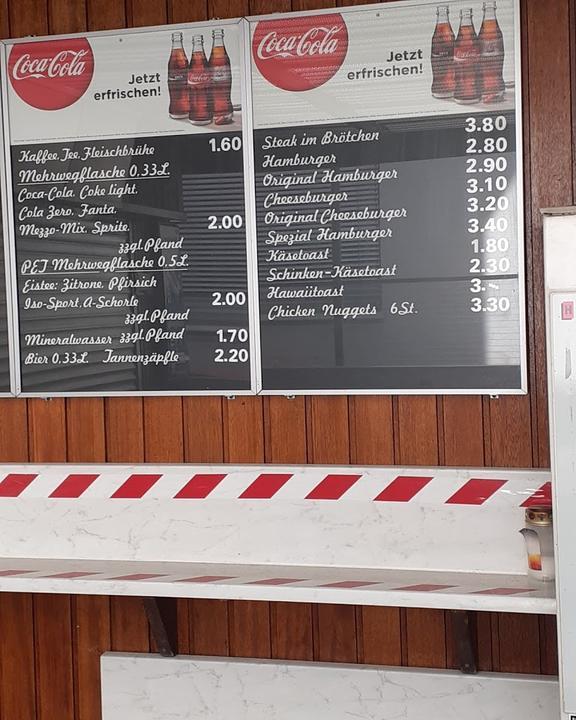 Coca-Cola
Jetzt
erfrischen!
Kaffee, Tee, Fleischbrühe 1.60
Mehrwegflasche 0.33L
Coca-Cola, Coke light,
Cola Zero, Fanta,
Mezzo-Mix, Sprite, 2.00
zzgl. Pfand
PET Mehrwegflasche 0.5L
Eistee: Zitrone, Pfirsich
Iso-Sport, A-Schorle 2.00
zzgl. Pfand
Mineralwasser zzgl. Pfand 1.70
Bier 0.33L Tannenzäpfle 2.20
Coca-Cola
Jetzt
erfrischen!
Steak im Brötchen 3.80
Hamburger 2.80
Original Hamburger 2.90
Cheeseburger 3.10
Original Cheeseburger 3.20
Spezial Hamburger 3.40
Käsetoast 1.80
Schinken-Käsetoast 2.30
Hawaiitoast 3.-
Chicken Nuggets 6St. 3.30
H